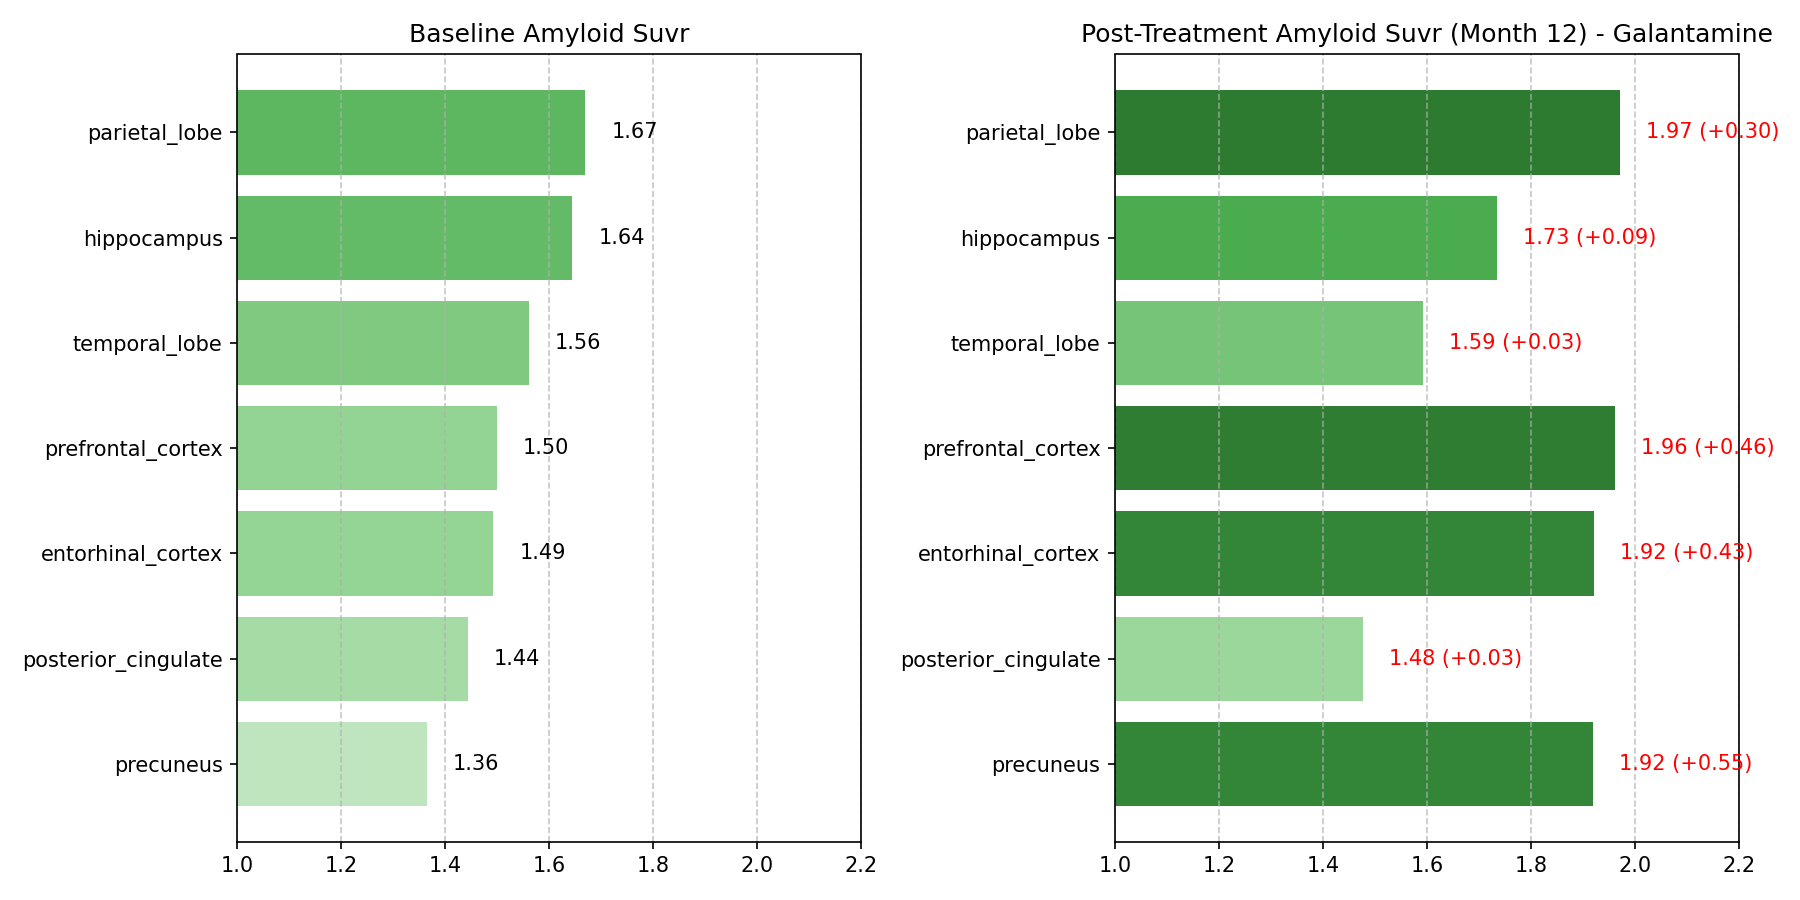 Baseline Amyloid Suvr
parietal_lobe 1.67
hippocampus 1.64
temporal_lobe 1.56
prefrontal_cortex 1.50
entorhinal_cortex 1.49
posterior_cingulate 1.44
precuneus 1.36
1.0 1.2 1.4 1.6 1.8 2.0 2.2
Post-Treatment Amyloid Suvr (Month 12) - Galantamine
parietal_lobe 1.97 (+0.30)
hippocampus 1.73 (+0.09)
temporal_lobe 1.59 (+0.03)
prefrontal_cortex 1.96 (+0.46)
entorhinal_cortex 1.92 (+0.43)
posterior_cingulate 1.48 (+0.03)
precuneus 1.92 (+0.55)
1.0 1.2 1.4 1.6 1.8 2.0 2.2